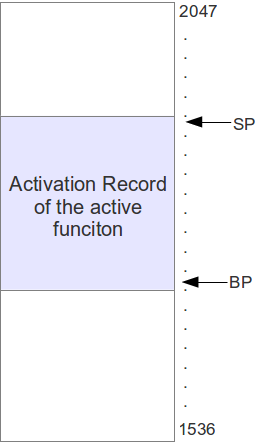 2047
SP
Activation Record
of the active
funciton
BP
1536